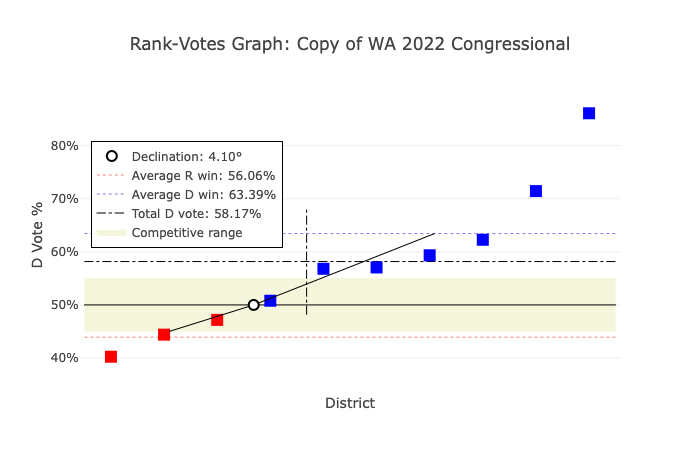 Rank-Votes Graph: Copy of WA 2022 Congressional
80%
70%
60%
50%
40%
D Vote %
Declination: 4.10°
Average R win: 56.06%
Average D win: 63.39%
Total D vote: 58.17%
Competitive range
District